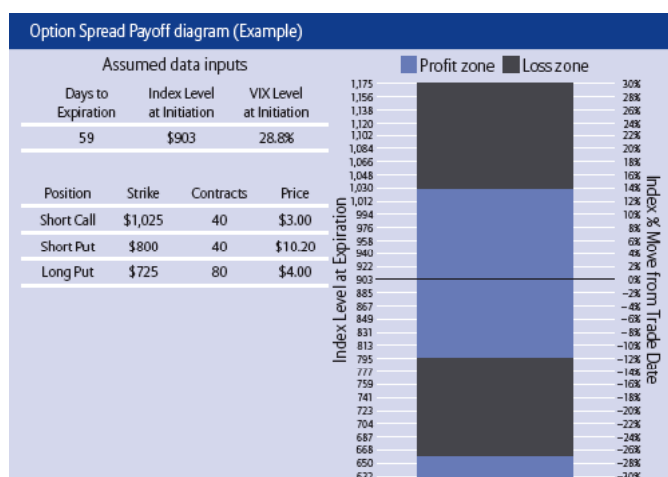 Option Spread Payoff diagram (Example)
Assumed data inputs
Days to Expiration Index Level at Initiation VIX Level at Initiation
59 $903 28.8%
Position Strike Contracts Price
Short Call $1,025 40 $3.00
Short Put $800 40 $10.20
Long Put $725 80 $4.00
Profit zone Loss zone
Index Level at Expiration
1,175 30%
1,156 28%
1,138 26%
1,120 24%
1,102 22%
1,084 20%
1,066 18%
1,048 16%
1,030 14%
1,012 12%
994 10%
976 8%
958 6%
940 4%
922 2%
903 0%
885 -2%
867 -4%
849 -6%
831 -8%
813 -10%
795 -12%
777 -14%
759 -16%
741 -18%
723 -20%
704 -22%
687 -24%
668 -26%
650 -28%
632 -30%
Index % Move from Trade Date